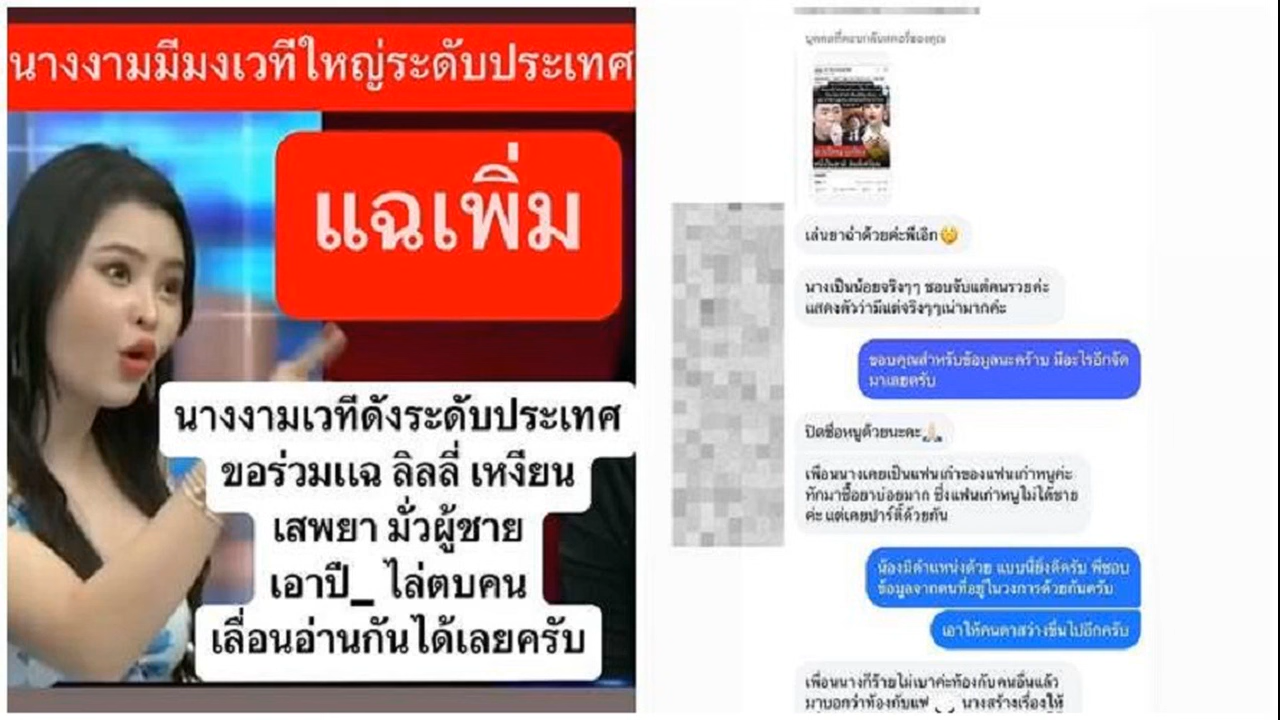 นางงามมีมงเวทีใหญ่ระดับประเทศ
แฉเพิ่ม
นางงามเวทีดังระดับประเทศ
ขอร่วมแฉ ลิลลี่ เหงียน
เสพยา มั่วผู้ชาย
เอาปื_ ไล่ตบคน
เลื่อนอ่านกันได้เลยครับ
เล่นยาฉ่ำด้วยค่ะพี่เอิก🤫
นางเป็นน้อยจริงๆๆ ชอบจับแต่คนรวยค่ะ
แสดงตัวว่ามีแต่จริงๆๆเน่ามากค่ะ
ขอบคุณสำหรับข้อมูลนะคร้าบ มีอะไรอีกจัด
มาเลยครับ
ปิดชื่อหนูด้วยนะคะ🙏🏻
เพื่อนนางเคยเป็นแฟนเก่าของแฟนเก่าหนูค่ะ
ทักมาซื้อยาบ่อยมาก ซึ่งแฟนเก่าหนูไม่ได้ขาย
ค่ะ แต่เคยปาร์ตี้ด้วยกัน
น้องมีตำแหน่งด้วย แบบนี้ยิ่งดีครับ พี่ชอบ
ข้อมูลจากคนที่อยู่ในวงการด้วยกันครับ
เอาให้คนตาสว่างขึ้นไปอีกครับ
เพื่อนนางก็ร้ายไม่เบาค่ะท้องกับคนอื่นแล้ว
มาบอกว่าท้องกับแฟ นางสร้างเรื่องให้